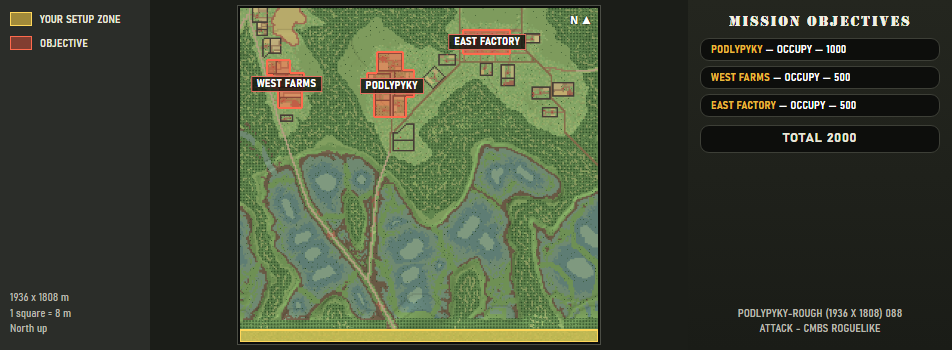 YOUR SETUP ZONE
OBJECTIVE
1936 x 1808 m
1 square = 8 m
North up
N ▲
EAST FACTORY
WEST FARMS
PODLYPYKY
MISSION OBJECTIVES
PODLYPYKY — OCCUPY — 1000
WEST FARMS — OCCUPY — 500
EAST FACTORY — OCCUPY — 500
TOTAL 2000
PODLYPYKY-ROUGH (1936 X 1808) 088
ATTACK - CMBS ROGUELIKE